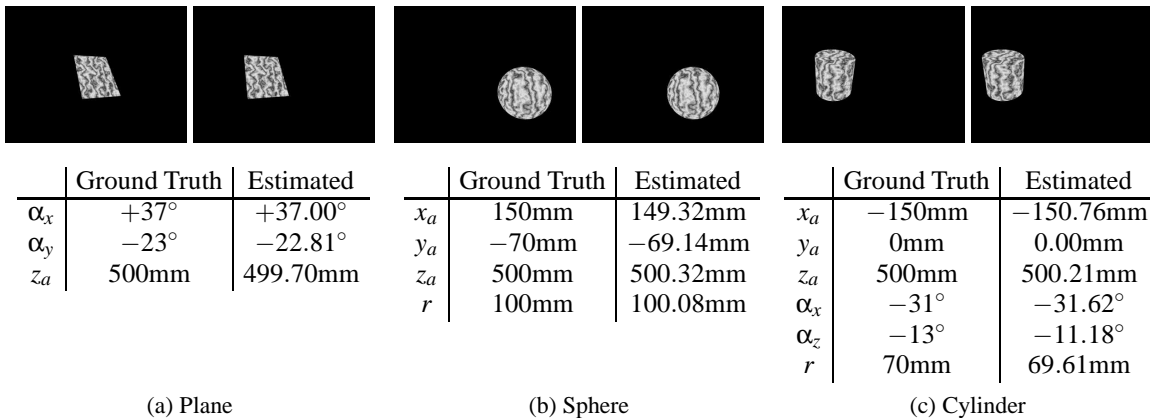 Ground Truth Estimated
αx +37° +37.00°
αy −23° −22.81°
za 500mm 499.70mm
(a) Plane
Ground Truth Estimated
xa 150mm 149.32mm
ya −70mm −69.14mm
za 500mm 500.32mm
r 100mm 100.08mm
(b) Sphere
Ground Truth Estimated
xa −150mm −150.76mm
ya 0mm 0.00mm
za 500mm 500.21mm
αx −31° −31.62°
αz −13° −11.18°
r 70mm 69.61mm
(c) Cylinder